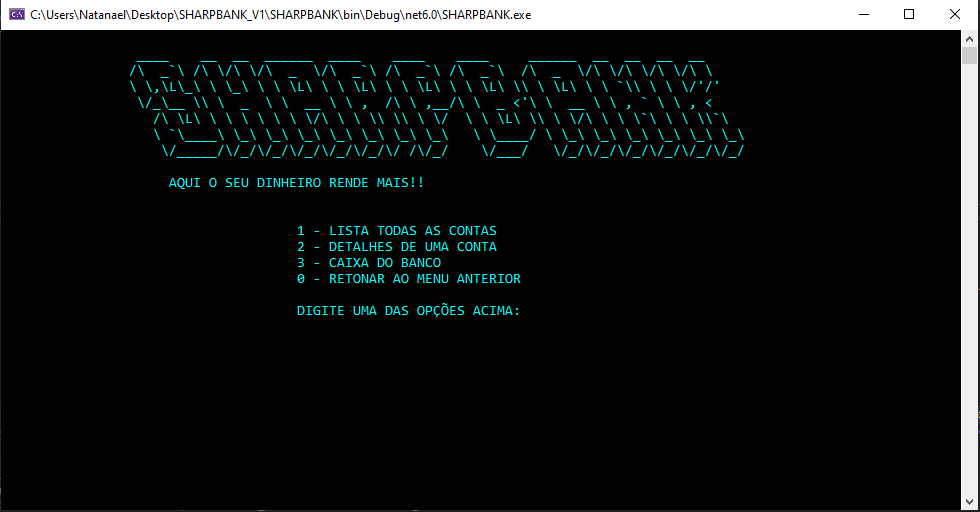 C:\Users\Natanael\Desktop\SHARPBANK_V1\SHARPBANK\bin\Debug\net6.0\SHARPBANK.exe
SHARP BANK
AQUI O SEU DINHEIRO RENDE MAIS!!
1 - LISTA TODAS AS CONTAS
2 - DETALHES DE UMA CONTA
3 - CAIXA DO BANCO
0 - RETONAR AO MENU ANTERIOR
DIGITE UMA DAS OPÇÕES ACIMA: